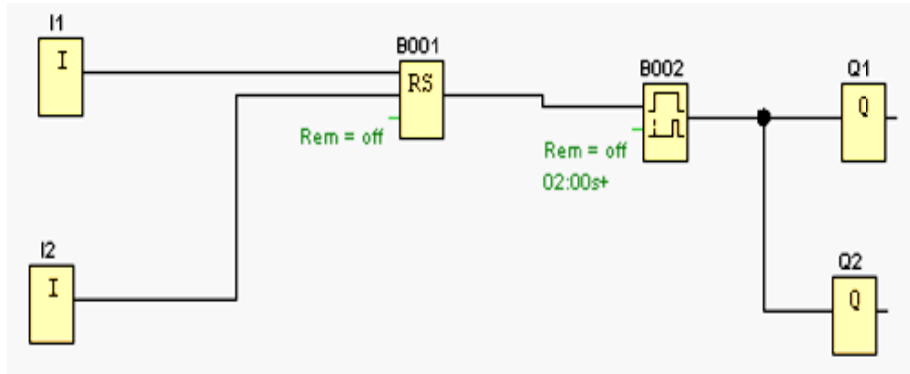 I1
I
B001
RS
Rem = off
B002
Rem = off
02:00s+
Q1
Q
I2
I
Q2
Q